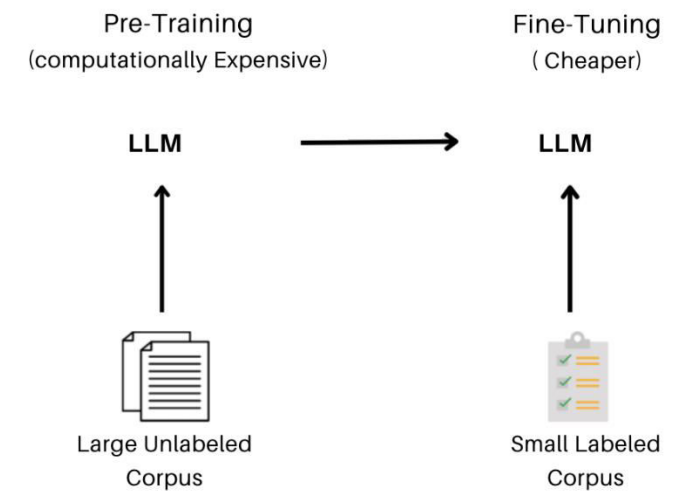 Pre-Training
(computationally Expensive)
LLM
Large Unlabeled
Corpus
Fine-Tuning
( Cheaper)
LLM
Small Labeled
Corpus